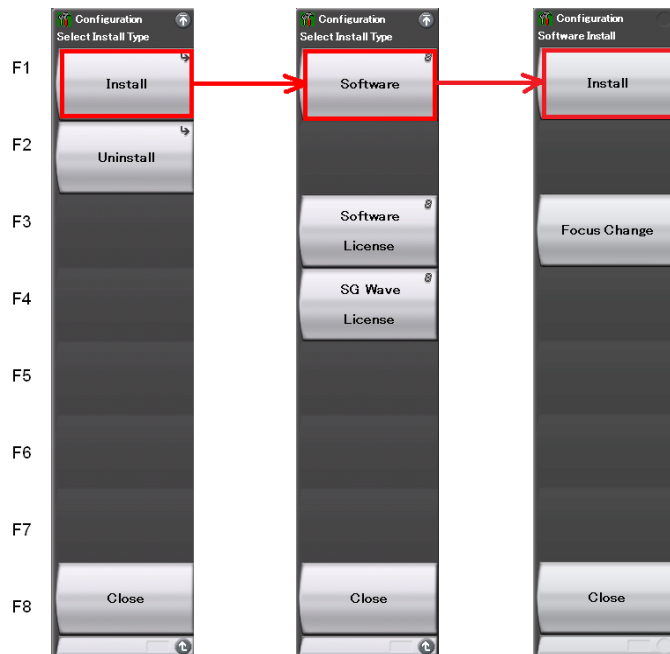 Configuration
Select Install Type
Configuration
Select Install Type
Configuration
Software Install
F1
Install
Software
Install
F2
Uninstall
F3
Software
License
Focus Change
F4
SG Wave
License
F5
F6
F7
F8
Close
Close
Close